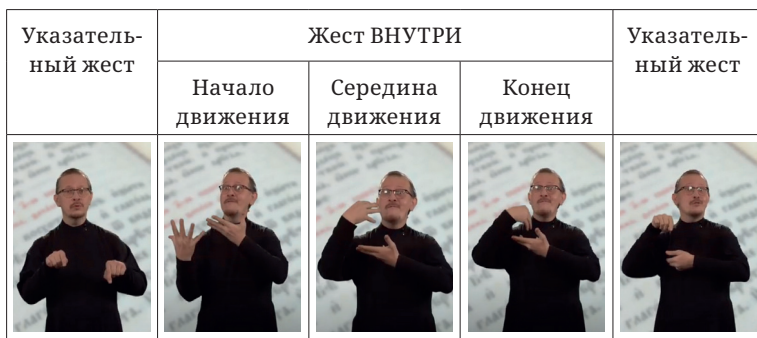 Указатель-
ный жест
Жест ВНУТРИ
Указатель-
ный жест
Начало
движения
Середина
движения
Конец
движения